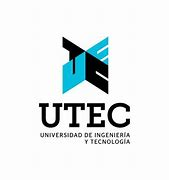 UTEC
UNIVERSIDAD DE INGENIERÍA
Y TECNOLOGÍA